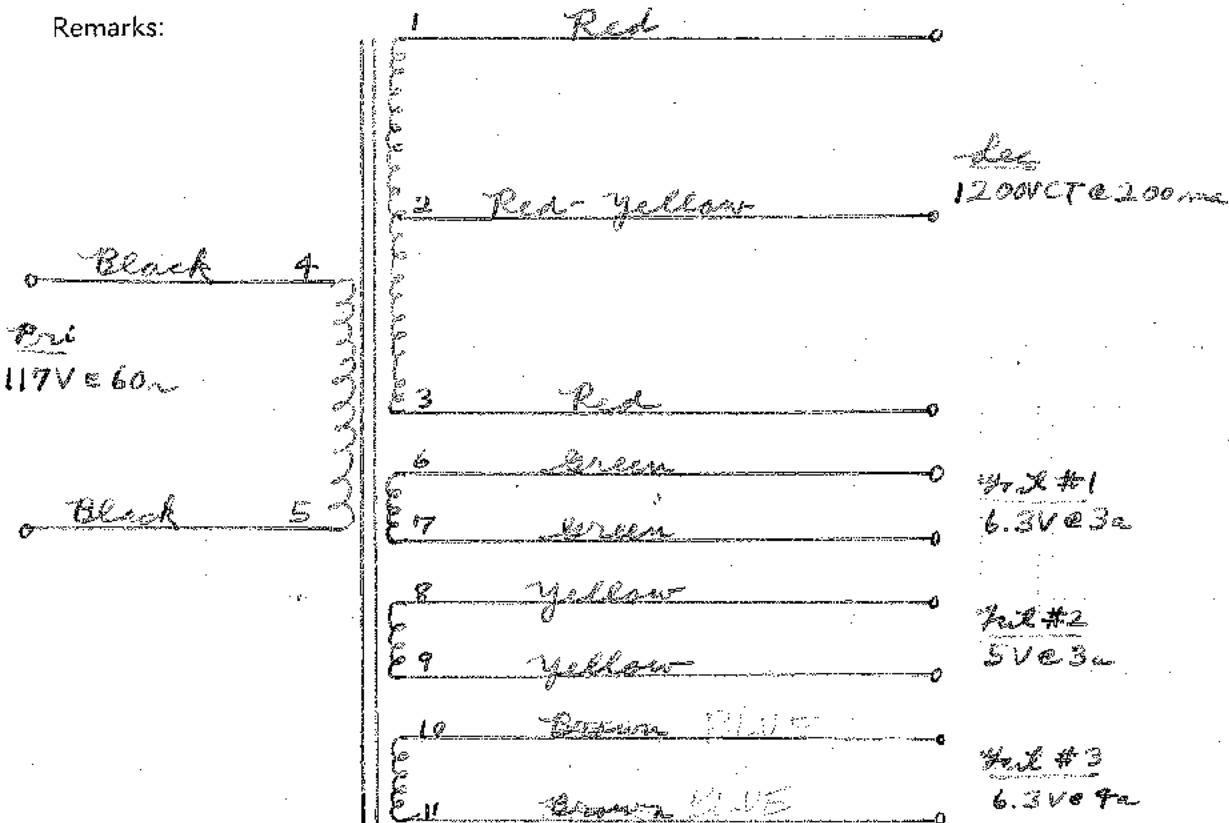 Remarks:
1 Red
Sec
1200VCT @ 200 ma
2 Red-Yellow
Black 4
Pri
117V @ 60~
3 Red
6 Green
Fil #1
6.3V @ 3a
Black 5
7 Green
8 Yellow
Fil #2
5V @ 3a
9 Yellow
10 Brown BLUE
Fil #3
6.3V @ 4a
11 Brown BLUE